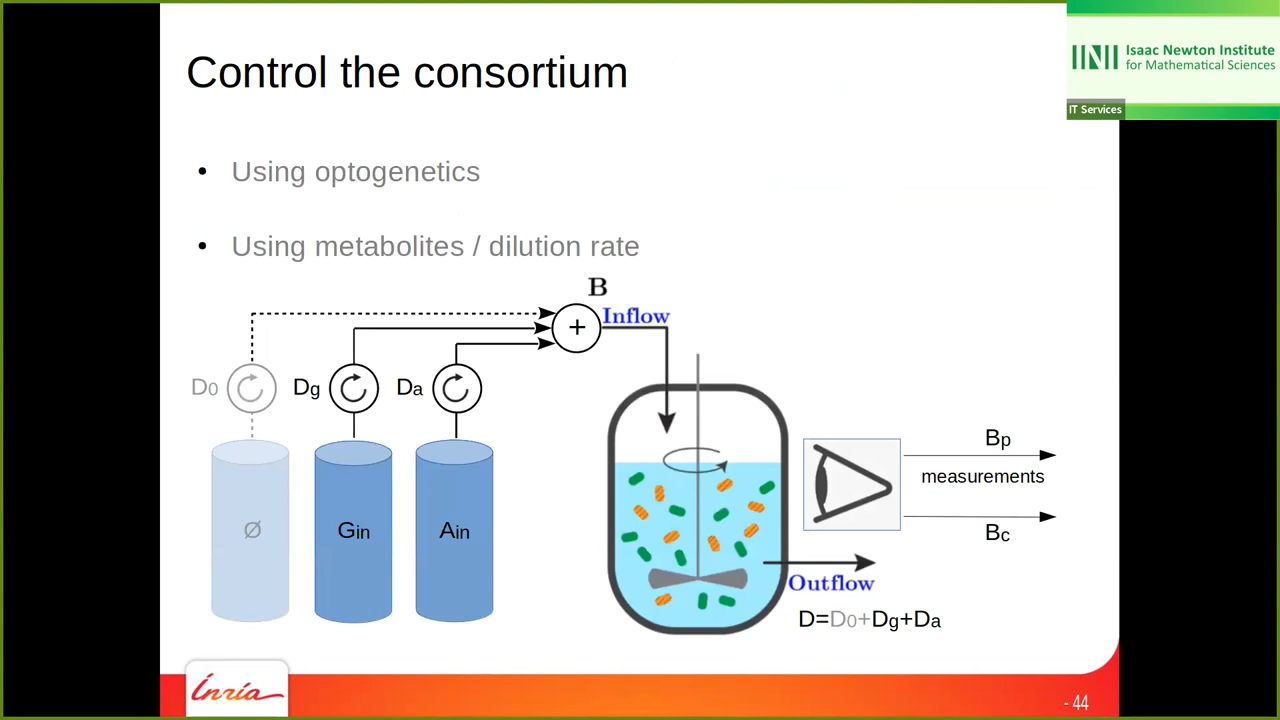 Control the consortium
Isaac Newton Institute
for Mathematical Sciences
IT Services
• Using optogenetics
• Using metabolites / dilution rate
B
+
Inflow
D0
Dg
Da
Ø
Gin
Ain
Bp
measurements
Bc
Outflow
D=D0+Dg+Da
Inria
- 44